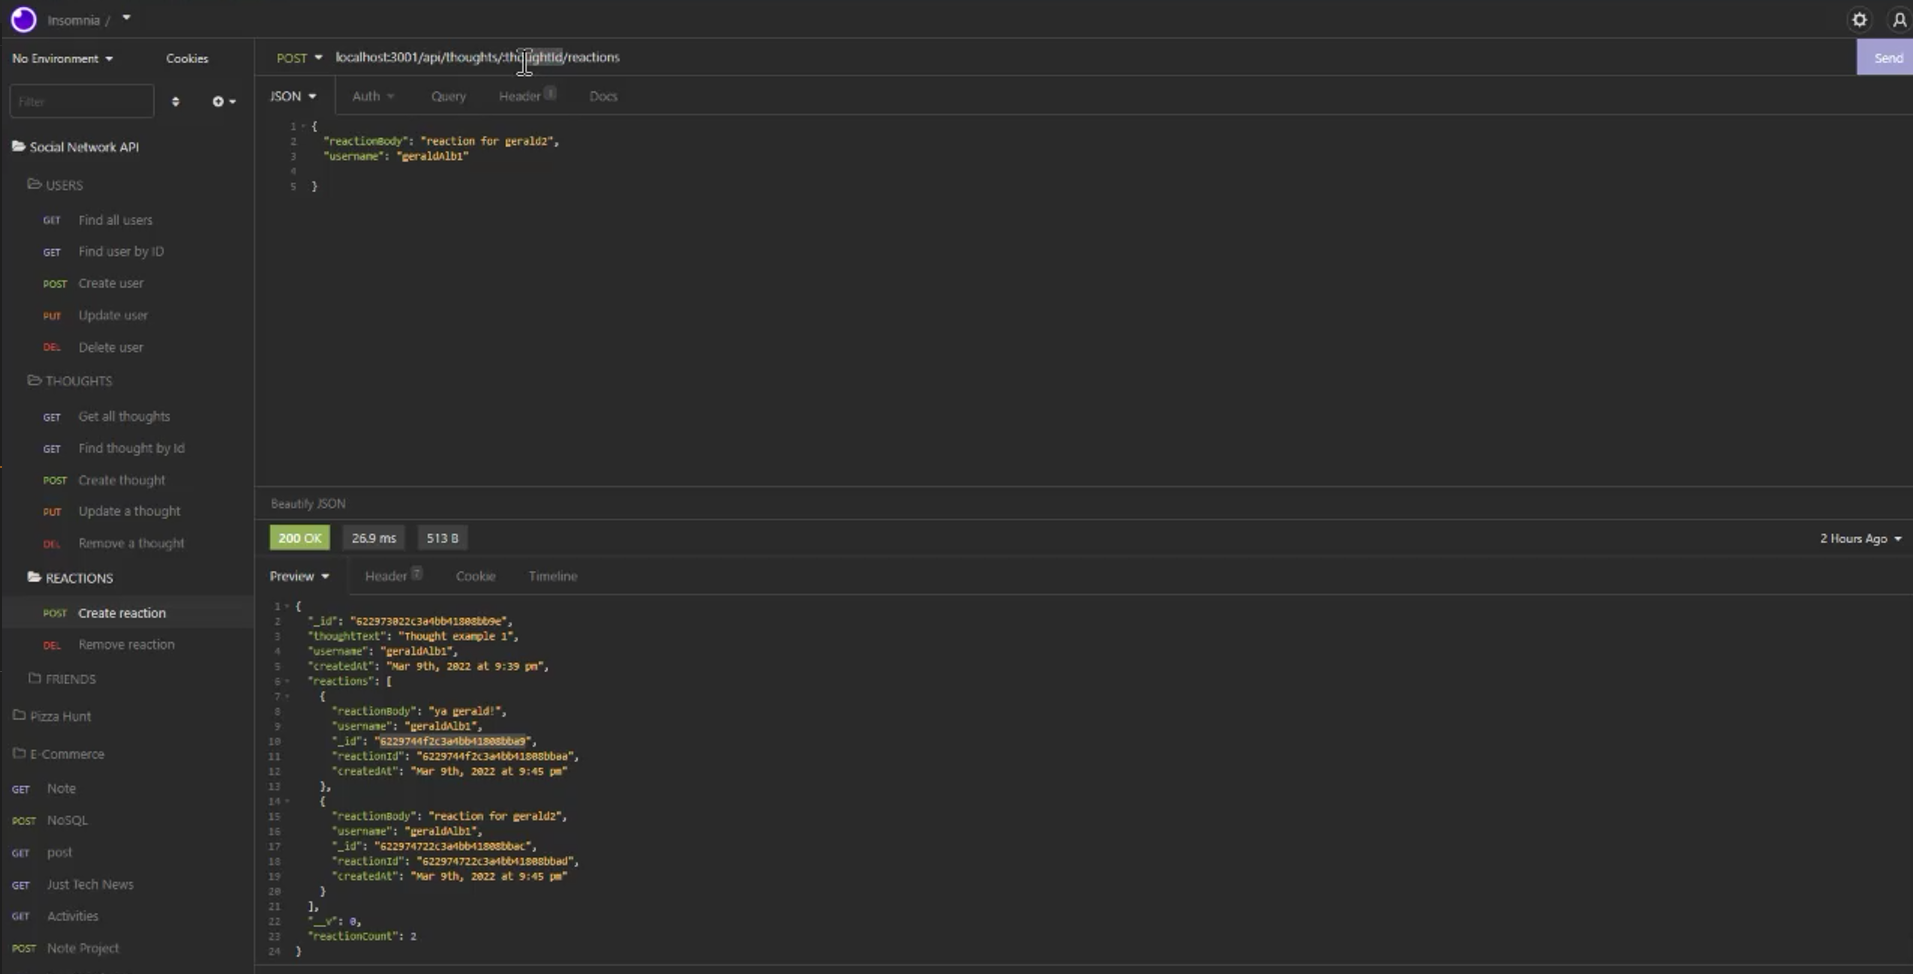 Insomnia /
No Environment
Cookies
Filter
Social Network API
USERS
GET Find all users
GET Find user by ID
POST Create user
PUT Update user
DEL Delete user
THOUGHTS
GET Get all thoughts
GET Find thought by Id
POST Create thought
PUT Update a thought
DEL Remove a thought
REACTIONS
POST Create reaction
DEL Remove reaction
FRIENDS
Pizza Hunt
E-Commerce
GET Note
POST NoSQL
GET post
GET Just Tech News
GET Activities
POST Note Project
POST localhost:3001/api/thoughts/:thoughtId/reactions
Send
JSON Auth Query Header 1 Docs
1 {
2 "reactionBody": "reaction for gerald2",
3 "username": "geraldAlb1"
4
5 }
Beautify JSON
200 OK 26.9 ms 513 B 2 Hours Ago
Preview Header 7 Cookie Timeline
1 {
2 "_id": "622973022c3a4bb41808bb9e",
3 "thoughtText": "Thought example 1",
4 "username": "geraldAlb1",
5 "createdAt": "Mar 9th, 2022 at 9:39 pm",
6 "reactions": [
7 {
8 "reactionBody": "ya gerald!",
9 "username": "geraldAlb1",
10 "_id": "6229744f2c3a4bb41808bba9",
11 "reactionId": "6229744f2c3a4bb41808bbaa",
12 "createdAt": "Mar 9th, 2022 at 9:45 pm"
13 },
14 {
15 "reactionBody": "reaction for gerald2",
16 "username": "geraldAlb1",
17 "_id": "622974722c3a4bb41808bbac",
18 "reactionId": "622974722c3a4bb41808bbad",
19 "createdAt": "Mar 9th, 2022 at 9:45 pm"
20 }
21 ],
22 "__v": 0,
23 "reactionCount": 2
24 }